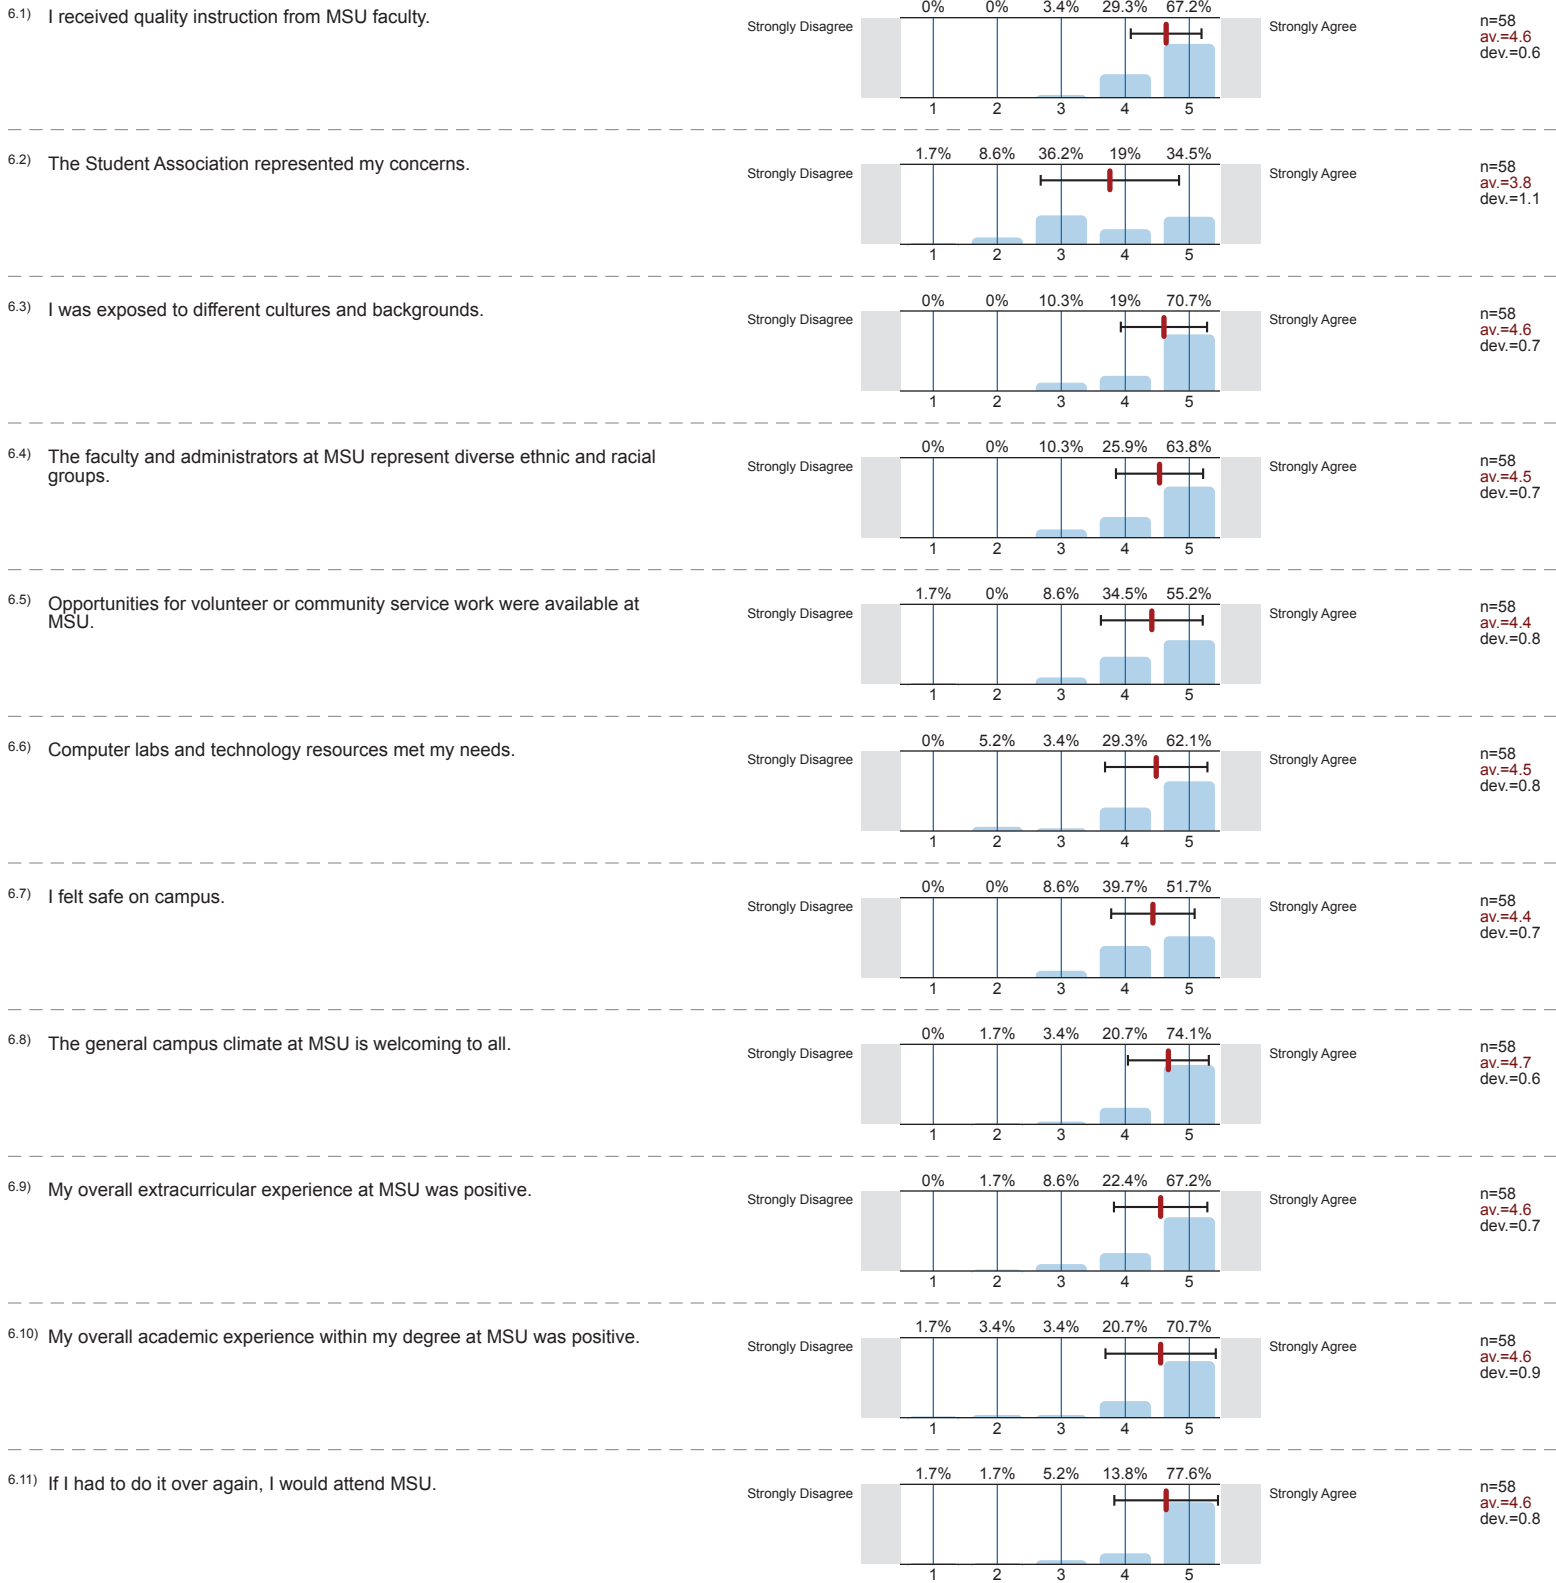 6.1) I received quality instruction from MSU faculty.
0% 0% 3.4% 29.3% 67.2%
Strongly Disagree
Strongly Agree
n=58
av.=4.6
dev.=0.6
1 2 3 4 5
6.2) The Student Association represented my concerns.
1.7% 8.6% 36.2% 19% 34.5%
Strongly Disagree
Strongly Agree
n=58
av.=3.8
dev.=1.1
1 2 3 4 5
6.3) I was exposed to different cultures and backgrounds.
0% 0% 10.3% 19% 70.7%
Strongly Disagree
Strongly Agree
n=58
av.=4.6
dev.=0.7
1 2 3 4 5
6.4) The faculty and administrators at MSU represent diverse ethnic and racial
groups.
0% 0% 10.3% 25.9% 63.8%
Strongly Disagree
Strongly Agree
n=58
av.=4.5
dev.=0.7
1 2 3 4 5
6.5) Opportunities for volunteer or community service work were available at
MSU.
1.7% 0% 8.6% 34.5% 55.2%
Strongly Disagree
Strongly Agree
n=58
av.=4.4
dev.=0.8
1 2 3 4 5
6.6) Computer labs and technology resources met my needs.
0% 5.2% 3.4% 29.3% 62.1%
Strongly Disagree
Strongly Agree
n=58
av.=4.5
dev.=0.8
1 2 3 4 5
6.7) I felt safe on campus.
0% 0% 8.6% 39.7% 51.7%
Strongly Disagree
Strongly Agree
n=58
av.=4.4
dev.=0.7
1 2 3 4 5
6.8) The general campus climate at MSU is welcoming to all.
0% 1.7% 3.4% 20.7% 74.1%
Strongly Disagree
Strongly Agree
n=58
av.=4.7
dev.=0.6
1 2 3 4 5
6.9) My overall extracurricular experience at MSU was positive.
0% 1.7% 8.6% 22.4% 67.2%
Strongly Disagree
Strongly Agree
n=58
av.=4.6
dev.=0.7
1 2 3 4 5
6.10) My overall academic experience within my degree at MSU was positive.
1.7% 3.4% 3.4% 20.7% 70.7%
Strongly Disagree
Strongly Agree
n=58
av.=4.6
dev.=0.9
1 2 3 4 5
6.11) If I had to do it over again, I would attend MSU.
1.7% 1.7% 5.2% 13.8% 77.6%
Strongly Disagree
Strongly Agree
n=58
av.=4.6
dev.=0.8
1 2 3 4 5